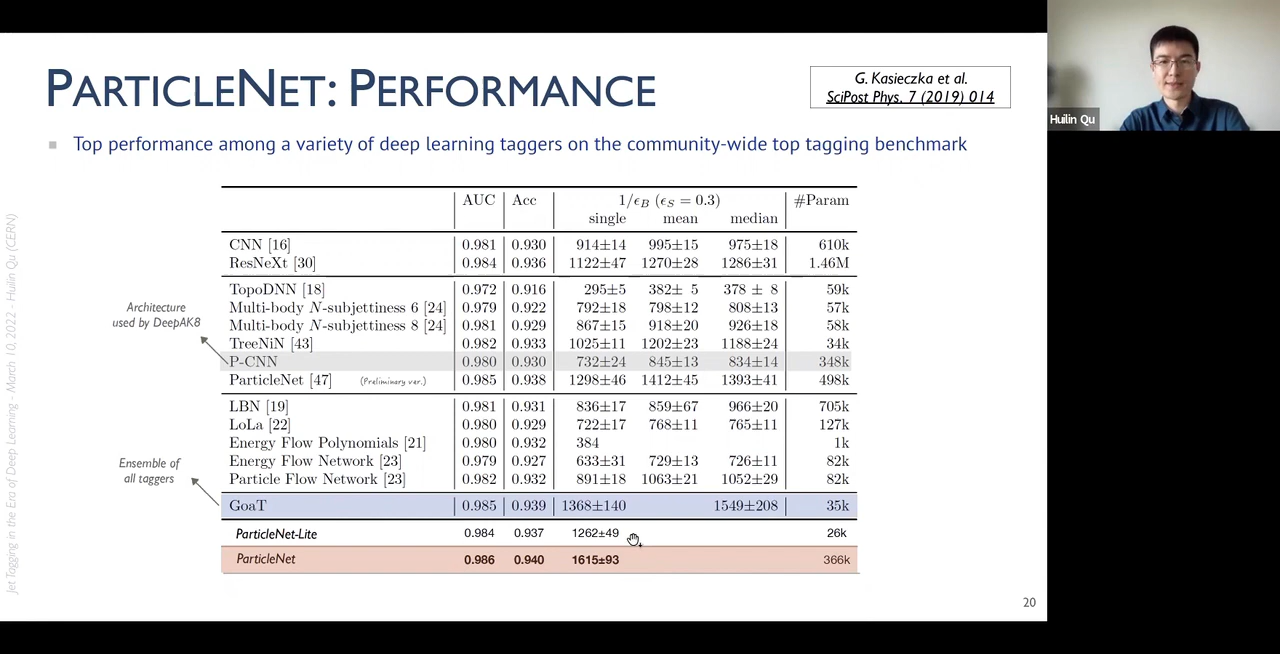 PARTICLENET: PERFORMANCE
G. Kasieczka et al.
SciPost Phys. 7 (2019) 014
Huilin Qu
Top performance among a variety of deep learning taggers on the community-wide top tagging benchmark
AUC Acc 1/ϵB (ϵS = 0.3) #Param
single mean median
CNN [16] 0.981 0.930 914±14 995±15 975±18 610k
ResNeXt [30] 0.984 0.936 1122±47 1270±28 1286±31 1.46M
TopoDNN [18] 0.972 0.916 295±5 382± 5 378 ± 8 59k
Multi-body N-subjettiness 6 [24] 0.979 0.922 792±18 798±12 808±13 57k
Multi-body N-subjettiness 8 [24] 0.981 0.929 867±15 918±20 926±18 58k
TreeNiN [43] 0.982 0.933 1025±11 1202±23 1188±24 34k
P-CNN 0.980 0.930 732±24 845±13 834±14 348k
ParticleNet [47] (Preliminary ver.) 0.985 0.938 1298±46 1412±45 1393±41 498k
LBN [19] 0.981 0.931 836±17 859±67 966±20 705k
LoLa [22] 0.980 0.929 722±17 768±11 765±11 127k
Energy Flow Polynomials [21] 0.980 0.932 384 1k
Energy Flow Network [23] 0.979 0.927 633±31 729±13 726±11 82k
Particle Flow Network [23] 0.982 0.932 891±18 1063±21 1052±29 82k
GoaT 0.985 0.939 1368±140 1549±208 35k
ParticleNet-Lite 0.984 0.937 1262±49 26k
ParticleNet 0.986 0.940 1615±93 366k
Architecture
used by DeepAK8
Ensemble of
all taggers
Jet Tagging in the Era of Deep Learning - March 10, 2022 - Huilin Qu (CERN)
20